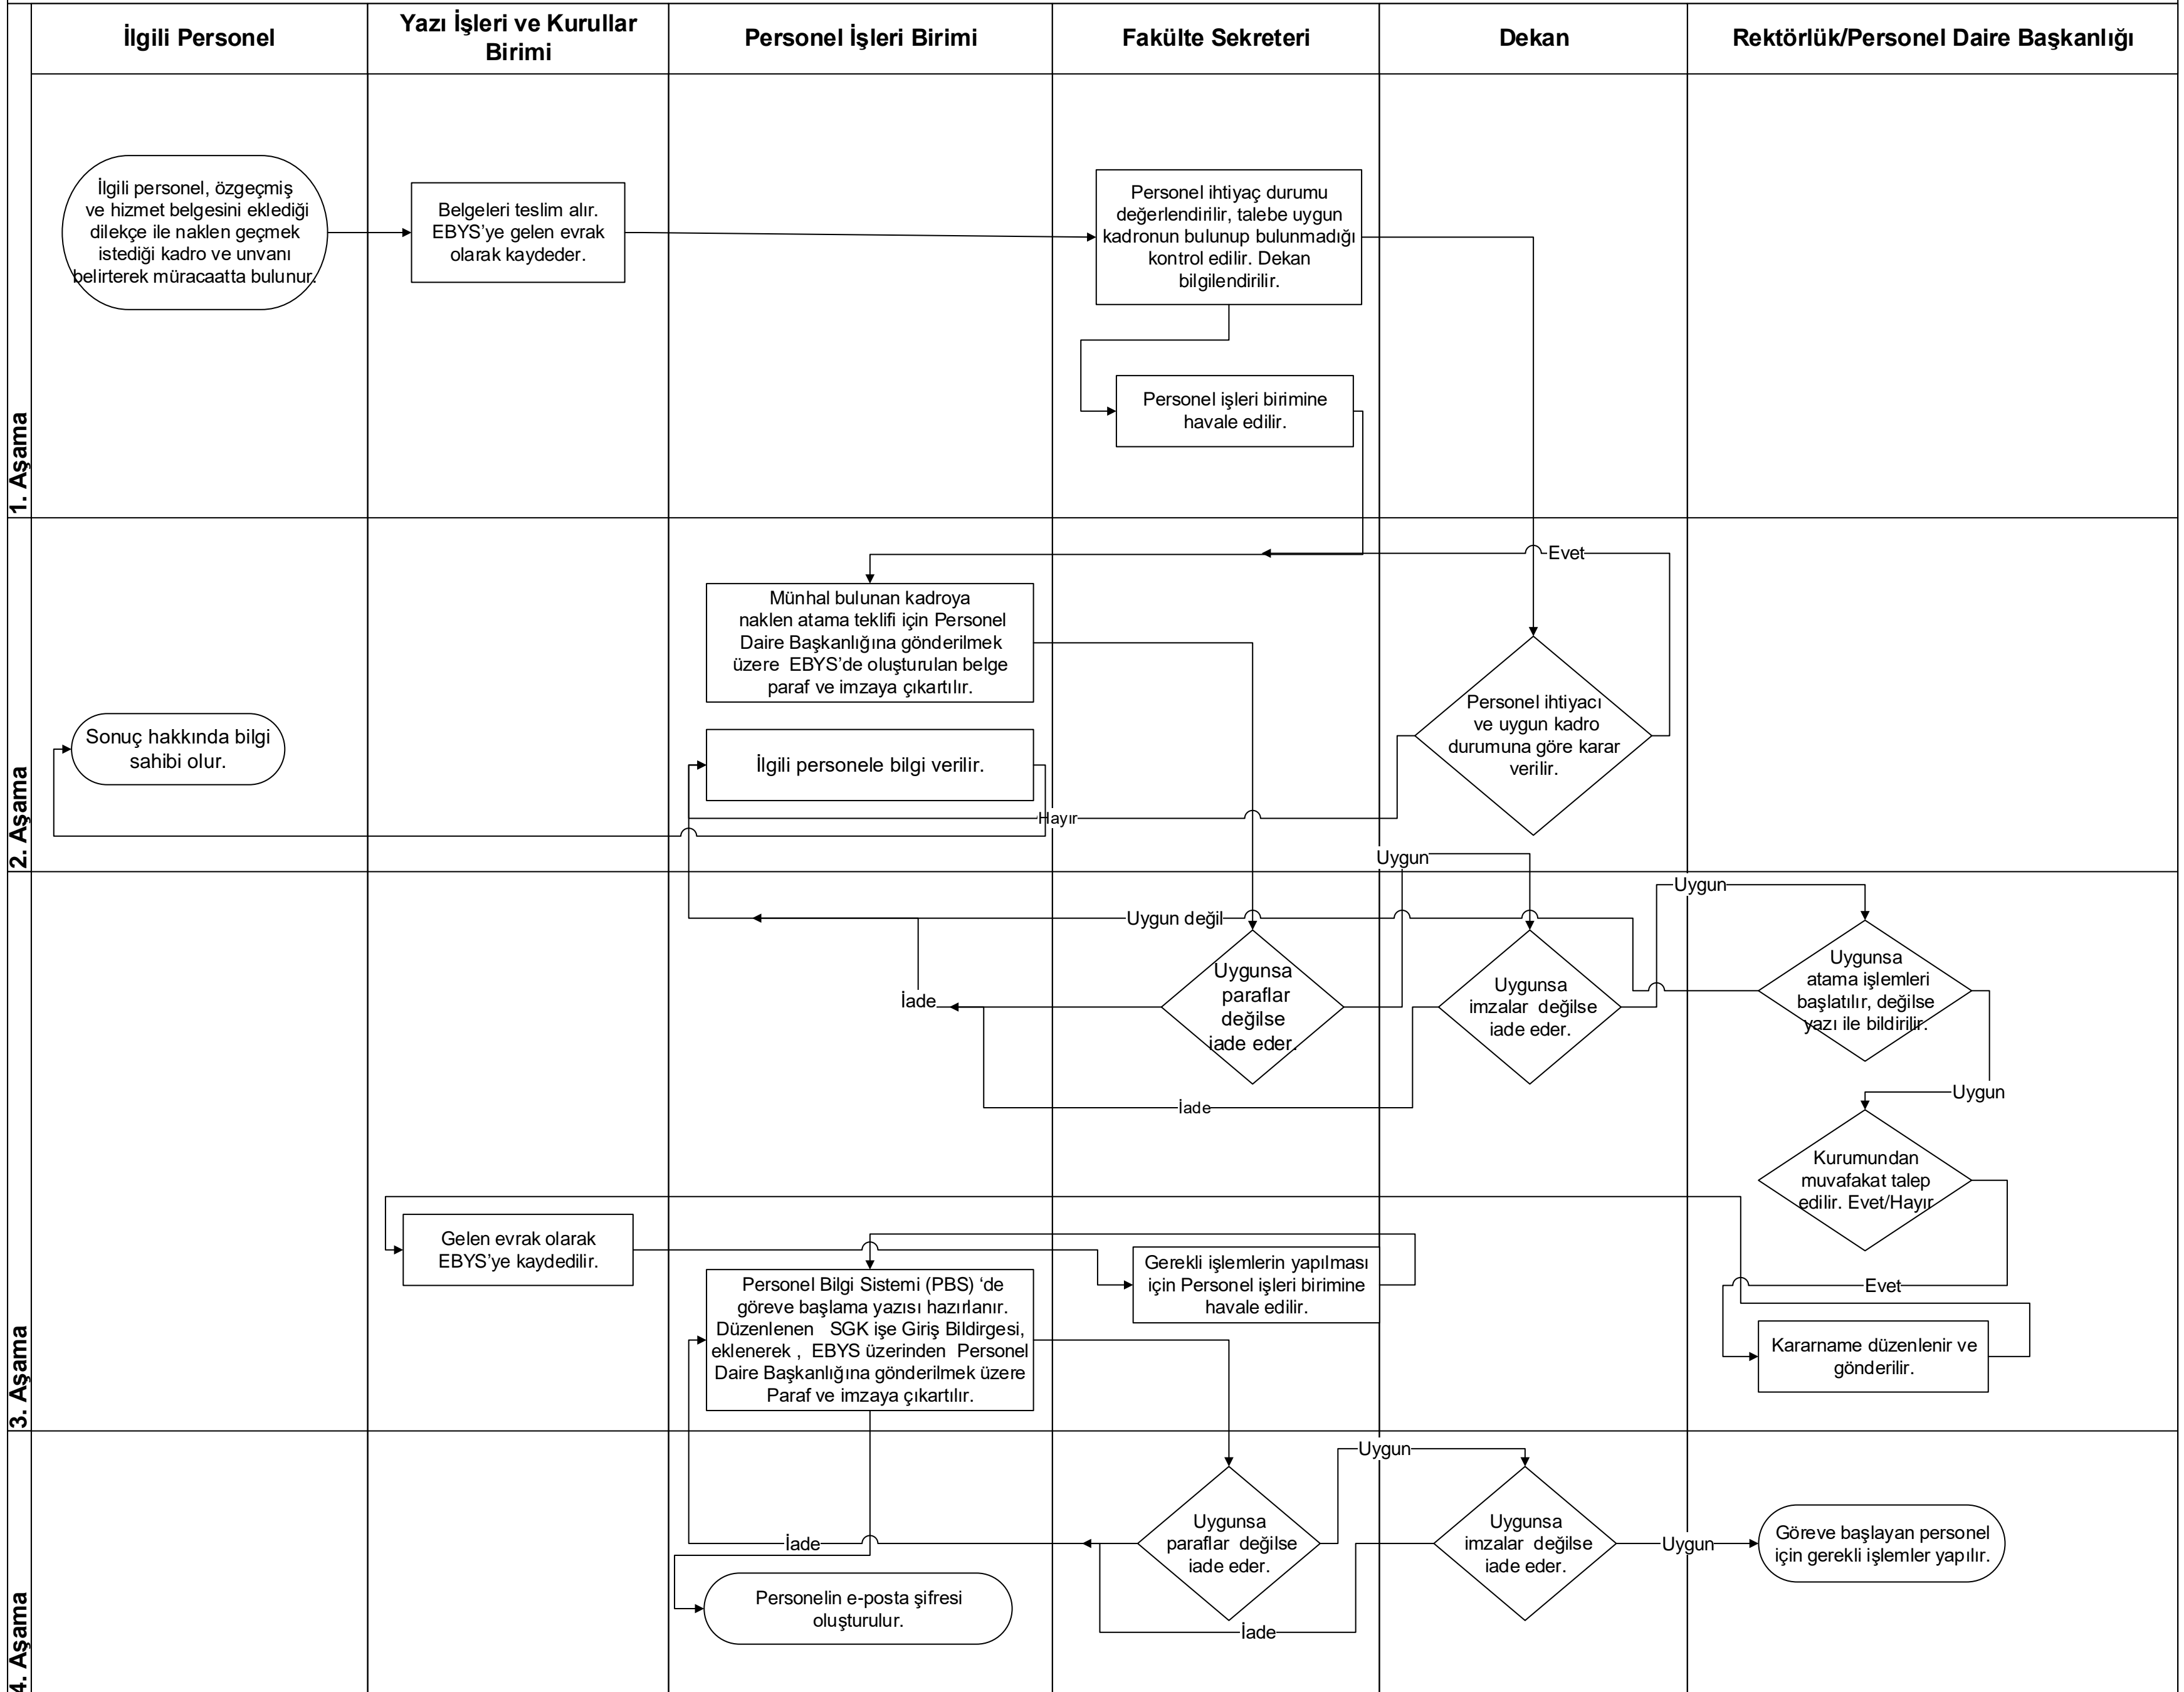 İlgili Personel
Yazı İşleri ve Kurullar
Birimi
Personel İşleri Birimi
Fakülte Sekreteri
Dekan
Rektörlük/Personel Daire Başkanlığı
1. Aşama
İlgili personel, özgeçmiş
ve hizmet belgesini eklediği
dilekçe ile naklen geçmek
istediği kadro ve unvanı
belirterek müracaatta bulunur.
Belgeleri teslim alır.
EBYS’ye gelen evrak
olarak kaydeder.
Personel ihtiyaç durumu
değerlendirilir, talebe uygun
kadronun bulunup bulunmadığı
kontrol edilir. Dekan
bilgilendirilir.
Personel işleri birimine
havale edilir.
2. Aşama
Evet
Münhal bulunan kadroya
naklen atama teklifi için Personel
Daire Başkanlığına gönderilmek
üzere EBYS’de oluşturulan belge
paraf ve imzaya çıkartılır.
Personel ihtiyacı
ve uygun kadro
durumuna göre karar
verilir.
Sonuç hakkında bilgi
sahibi olur.
İlgili personele bilgi verilir.
Hayır
Uygun
3. Aşama
Uygun
Uygun değil
İade
Uygunsa
paraflar
değilse
iade eder.
Uygunsa
imzalar değilse
iade eder.
Uygunsa
atama işlemleri
başlatılır, değilse
yazı ile bildirilir.
İade
Uygun
Kurumundan
muvafakat talep
edilir. Evet/Hayır
Gelen evrak olarak
EBYS’ye kaydedilir.
Gerekli işlemlerin yapılması
için Personel işleri birimine
havale edilir.
Evet
Personel Bilgi Sistemi (PBS) ‘de
göreve başlama yazısı hazırlanır.
Düzenlenen SGK işe Giriş Bildirgesi,
eklenerek , EBYS üzerinden Personel
Daire Başkanlığına gönderilmek üzere
Paraf ve imzaya çıkartılır.
Kararname düzenlenir ve
gönderilir.
4. Aşama
Uygun
İade
Uygunsa
paraflar değilse
iade eder.
Uygunsa
imzalar değilse
iade eder.
Uygun
Göreve başlayan personel
için gerekli işlemler yapılır.
Personelin e-posta şifresi
oluşturulur.
İade